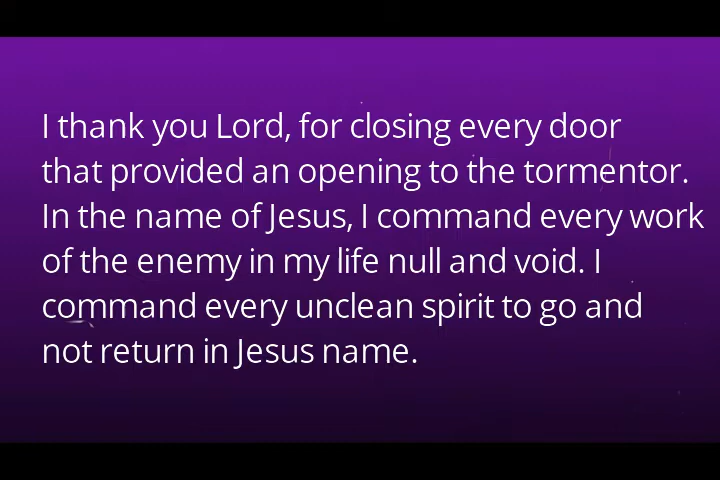 I thank you Lord, for closing every door
that provided an opening to the tormentor.
In the name of Jesus, I command every work
of the enemy in my life null and void. I
command every unclean spirit to go and
not return in Jesus name.